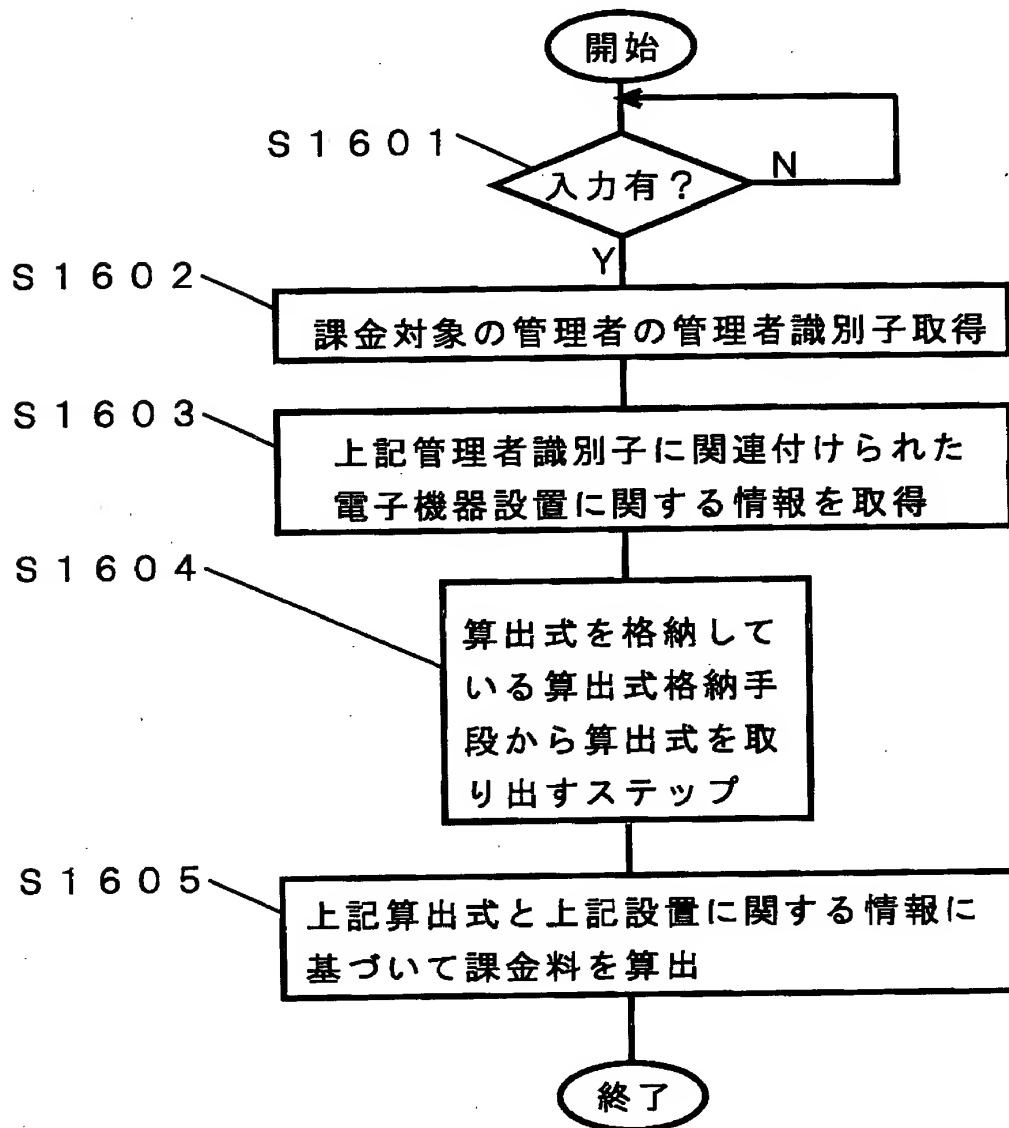 開始
S1601
入力有?
N
Y
S1602
課金対象の管理者の管理者識別子取得
S1603
上記管理者識別子に関連付けられた
電子機器設置に関する情報を取得
S1604
算出式を格納して
いる算出式格納手
段から算出式を取
り出すステップ
S1605
上記算出式と上記設置に関する情報に
基づいて課金料を算出
終了